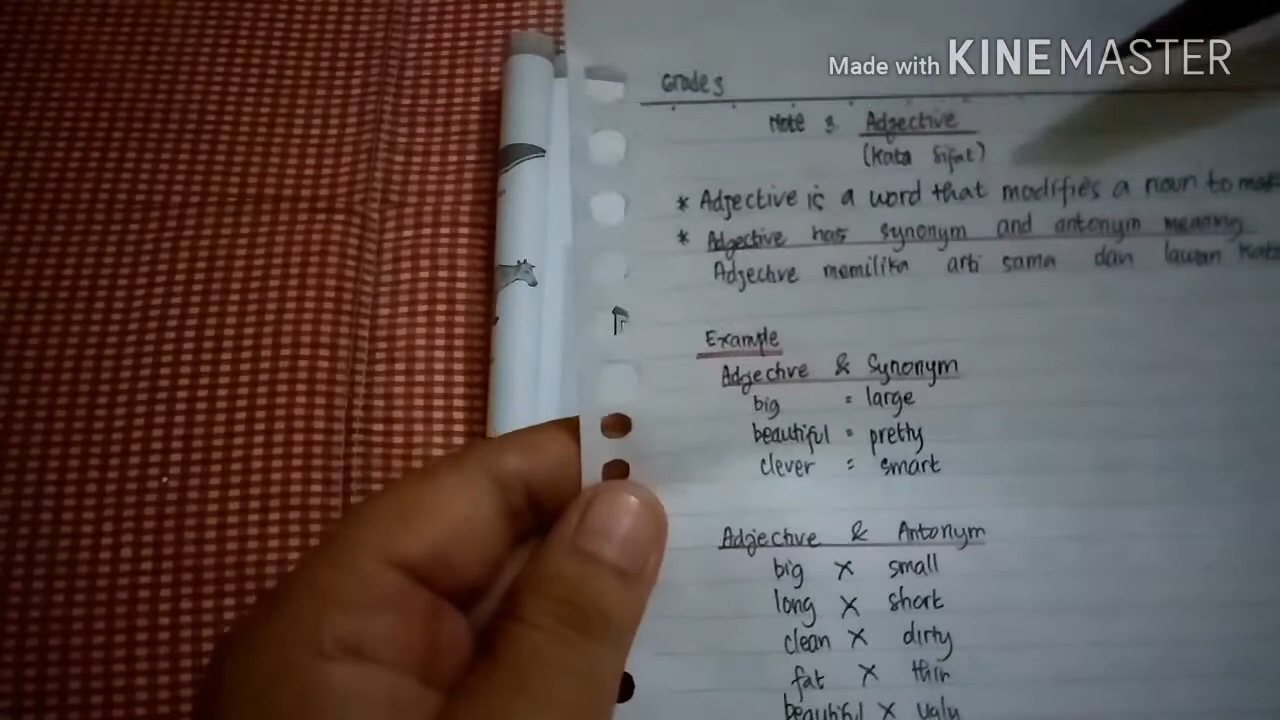 Made with KINEMASTER
Grade 3
Note : Adjective
(Kata Sifat)
* Adjective is a word that modifies a noun to
* Adjective has synonym and antonym meaning
Adjective memilika arti sama dan lawan
Example
Adjective & Synonym
big = large
beautiful = pretty
clever = smart
Adjective & Antonym
big X small
long X short
clean X dirty
fat X thin
beautiful X ugly